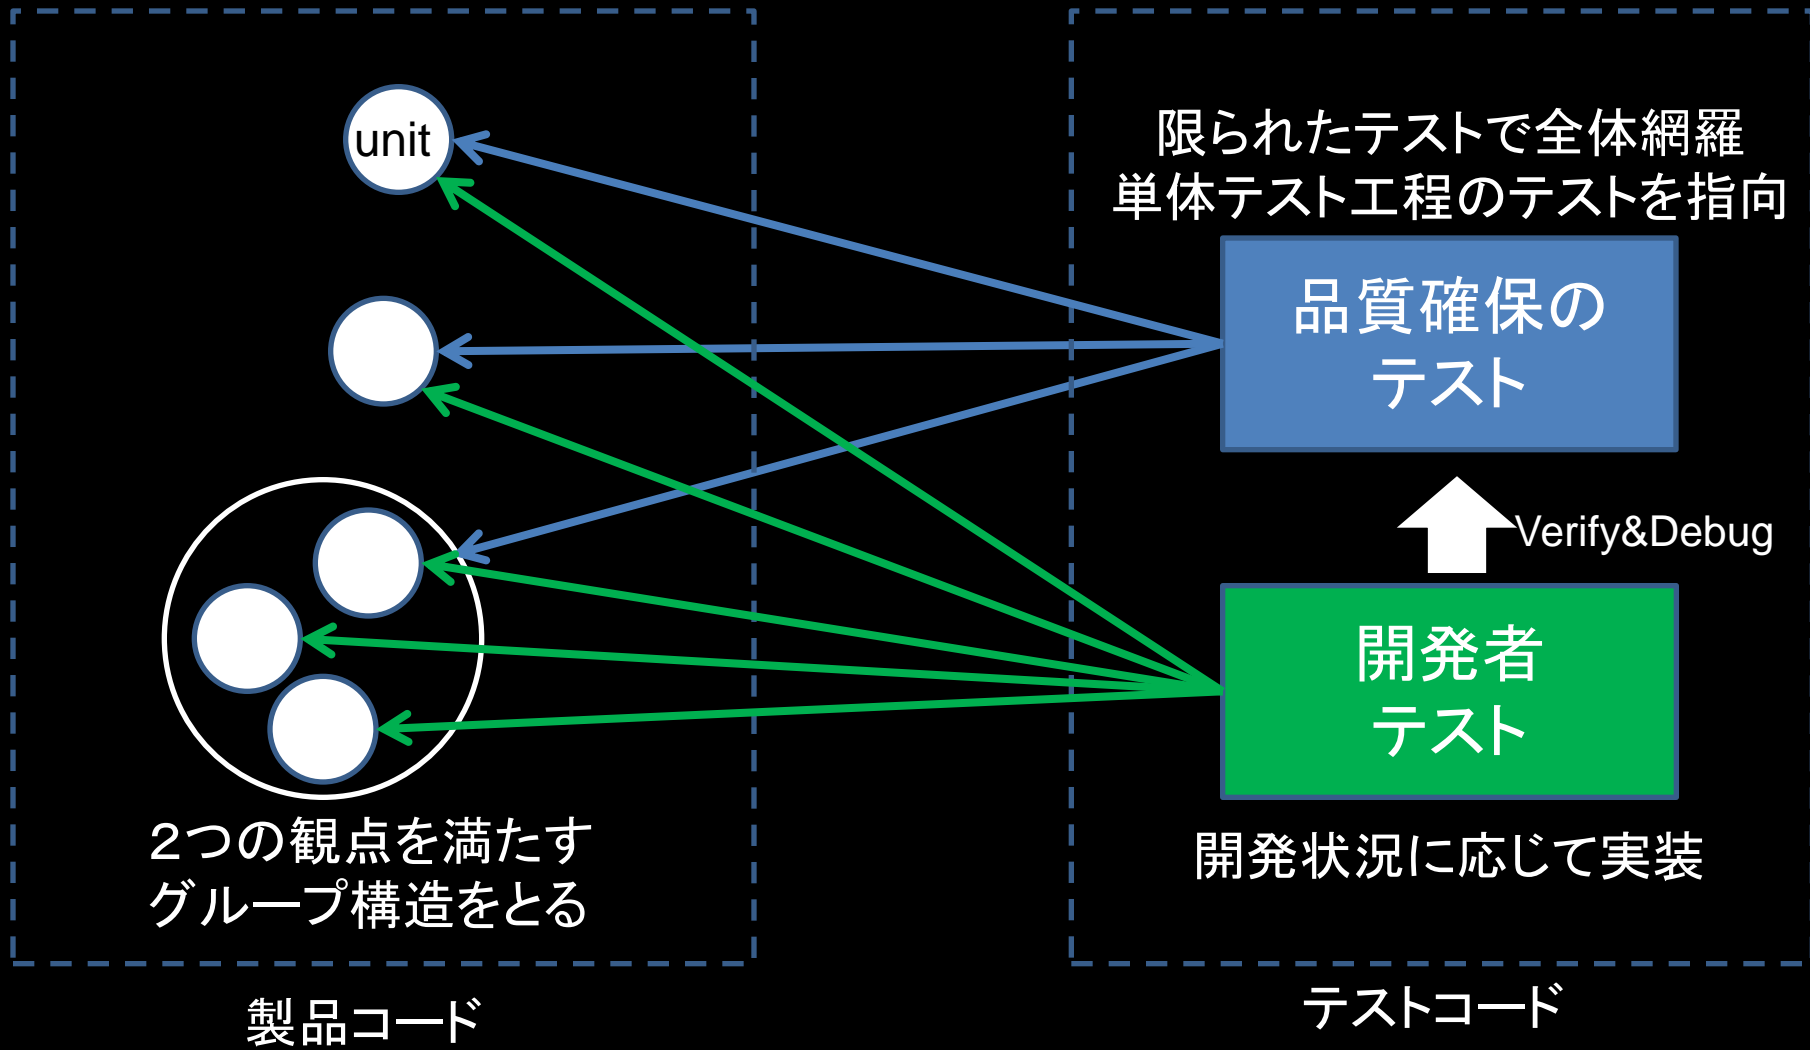 unit
２つの観点を満たす
グループ構造をとる
製品コード
限られたテストで全体網羅
単体テスト工程のテストを指向
品質確保の
テスト
Verify&Debug
開発者
テスト
開発状況に応じて実装
テストコード